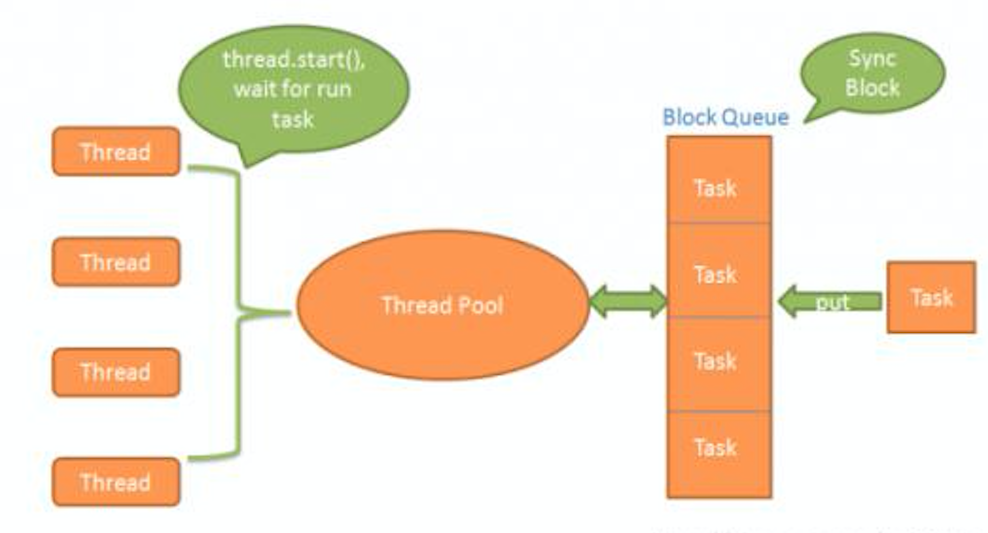 thread.start(),
wait for run
task
Sync
Block
Block Queue
Thread
Thread
Thread
Thread
Thread Pool
Task
Task
Task
Task
put
Task